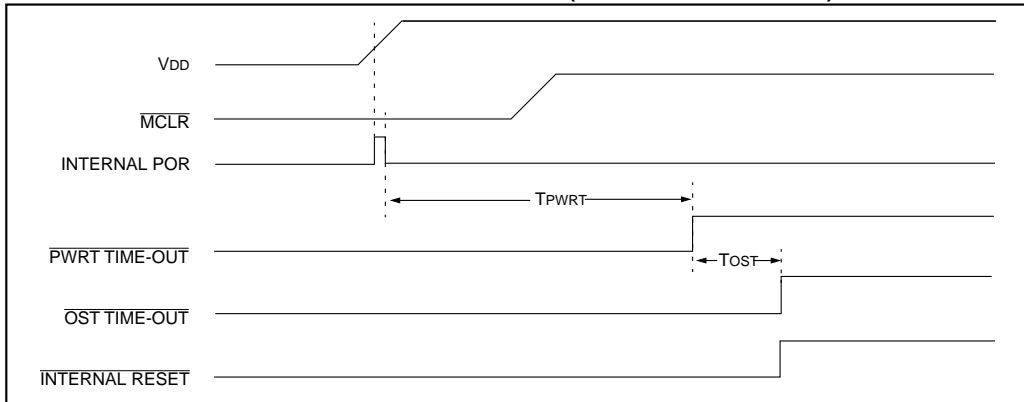 VDD
MCLR
INTERNAL POR
TPWRT
PWRT TIME-OUT
TOST
OST TIME-OUT
INTERNAL RESET